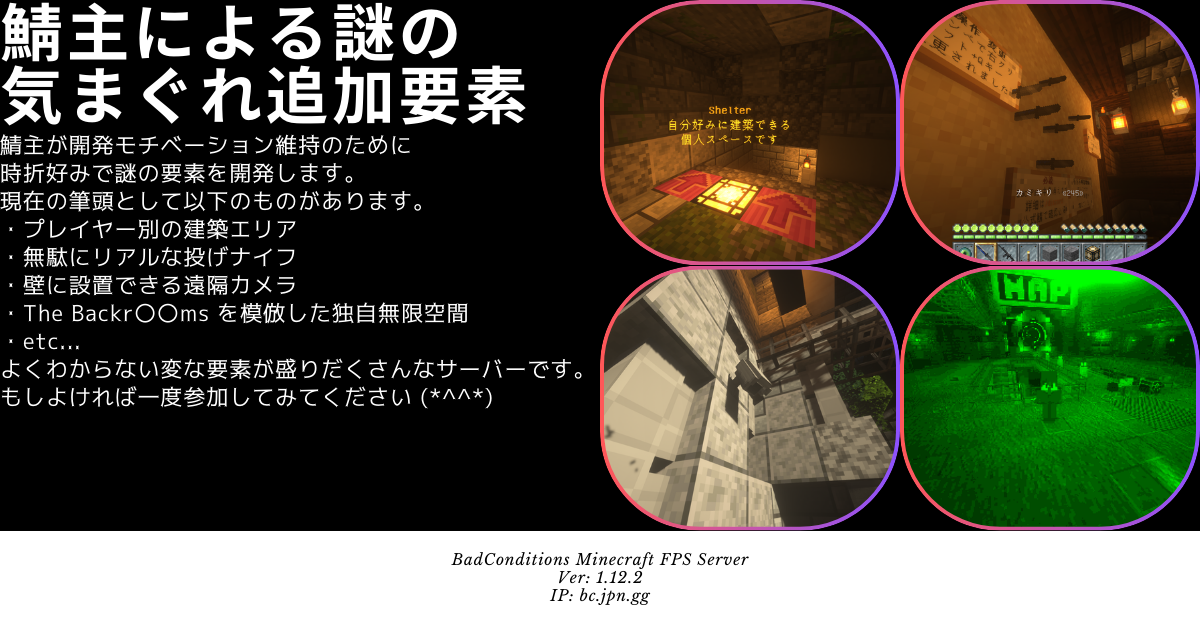 鯖主による謎の
気まぐれ追加要素
鯖主が開発モチベーション維持のために
時折好みで謎の要素を開発します。
現在の筆頭として以下のものがあります。
・プレイヤー別の建築エリア
・無駄にリアルな投げナイフ
・壁に設置できる遠隔カメラ
・The Backr〇〇ms を模倣した独自無限空間
・etc...
よくわからない変な要素が盛りだくさんなサーバーです。
もしよければ一度参加してみてください (*^^*)
Shelter
自分好みに建築できる
個人スペースです
カミキリ
MAP
BadConditions Minecraft FPS Server
Ver: 1.12.2
IP: bc.jpn.gg